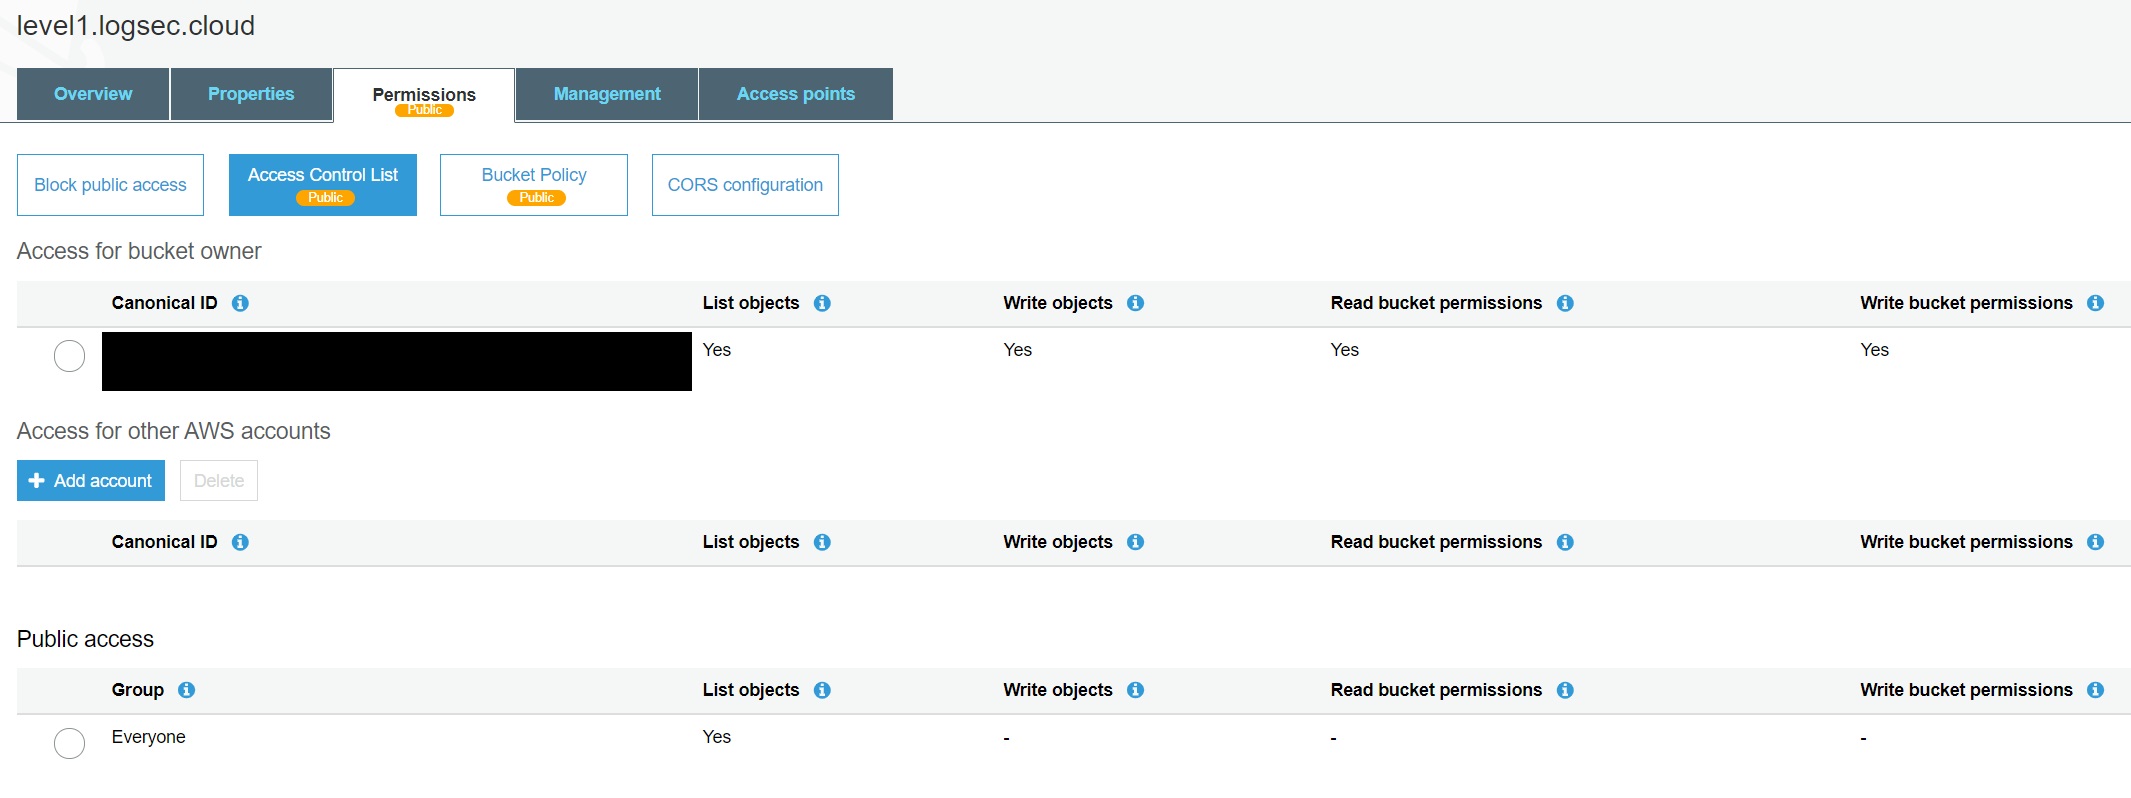 level1.logsec.cloud
Overview Properties Permissions Management Access points
Public
Block public access Access Control List Bucket Policy CORS configuration
Public Public
Access for bucket owner
Canonical ID List objects Write objects Read bucket permissions Write bucket permissions
Yes Yes Yes Yes
Access for other AWS accounts
+ Add account Delete
Canonical ID List objects Write objects Read bucket permissions Write bucket permissions
Public access
Group List objects Write objects Read bucket permissions Write bucket permissions
Everyone Yes - - -